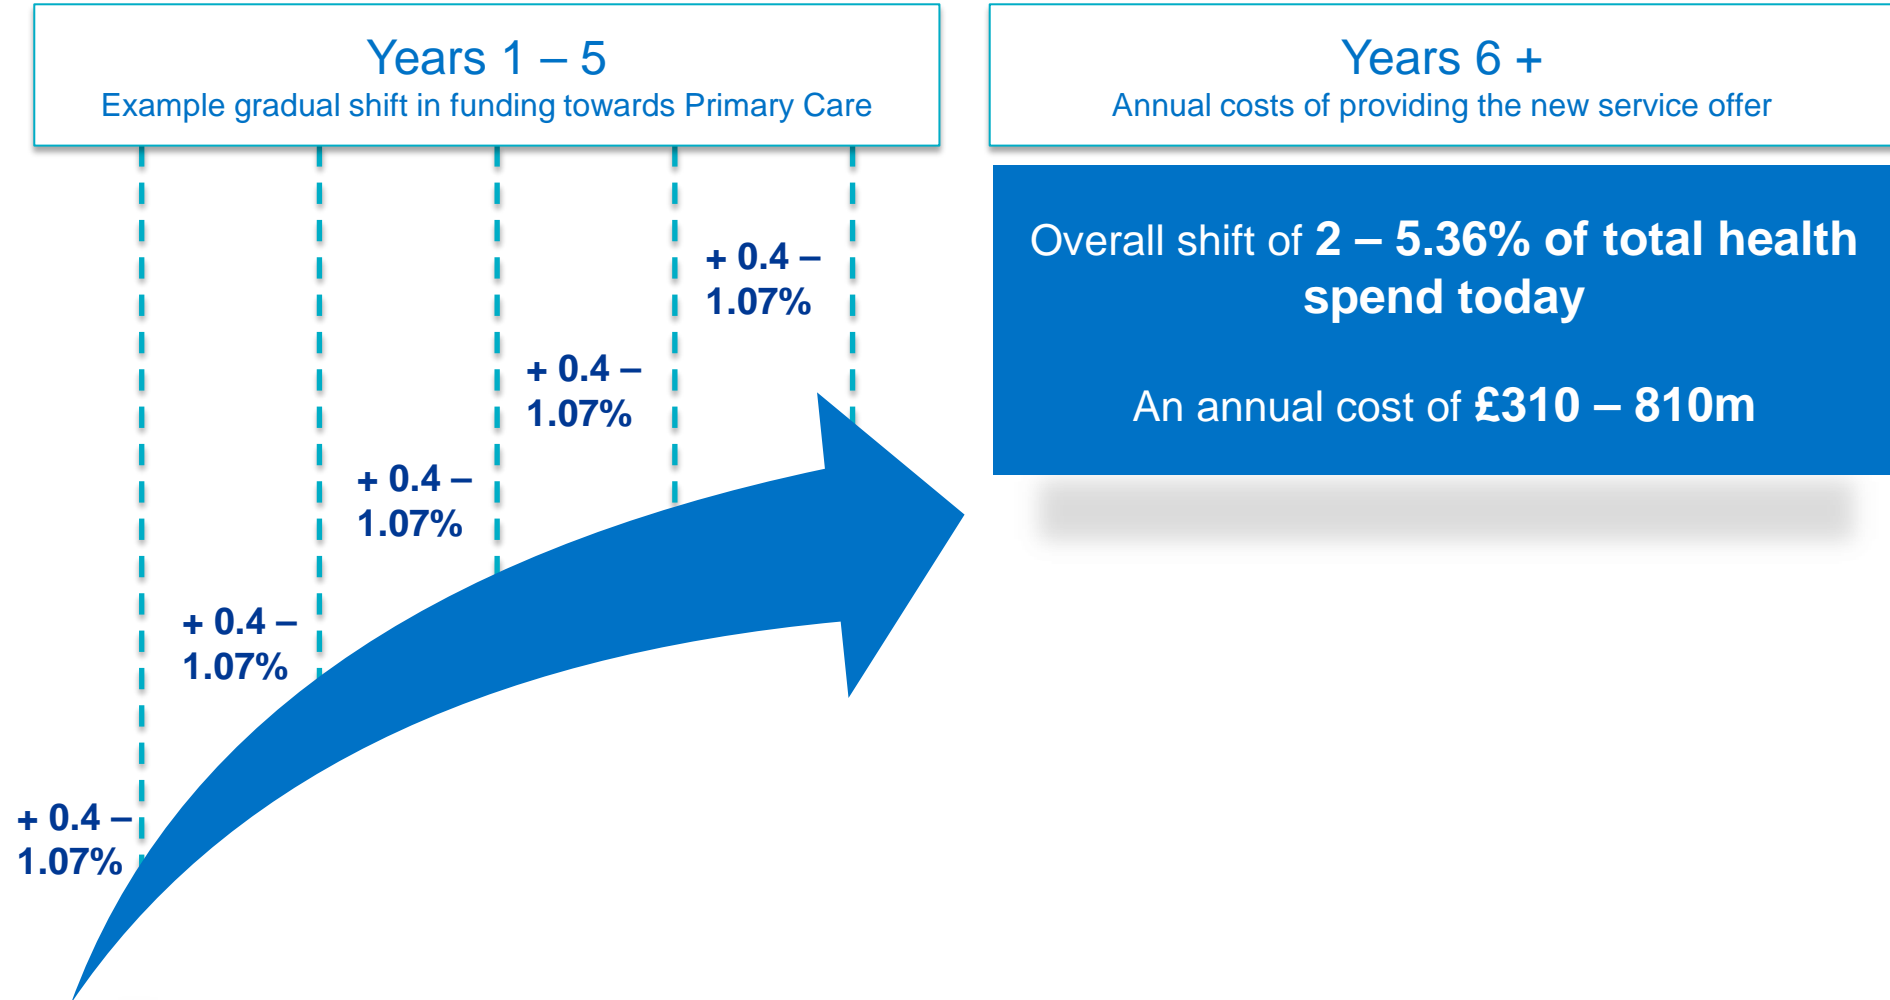 Years 1 – 5
Example gradual shift in funding towards Primary Care
Years 6 +
Annual costs of providing the new service offer
Overall shift of 2 – 5.36% of total health
spend today
An annual cost of £310 – 810m
+ 0.4 –
1.07%
+ 0.4 –
1.07%
+ 0.4 –
1.07%
+ 0.4 –
1.07%
+ 0.4 –
1.07%